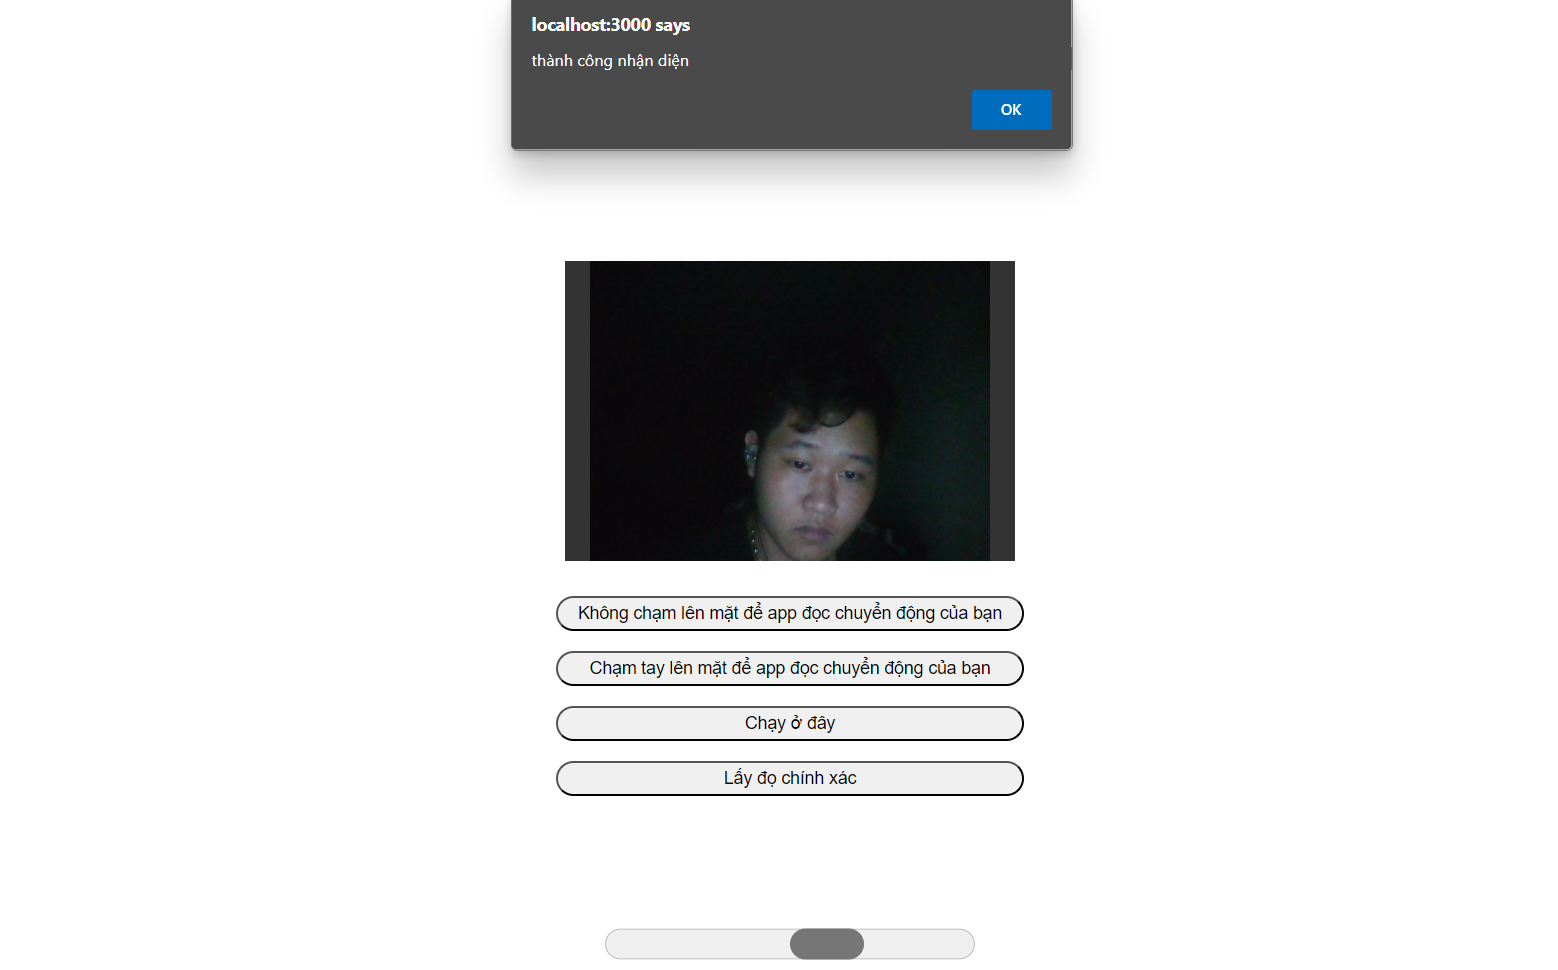 localhost:3000 says
thành công nhận diện
OK
Không chạm lên mặt để app đọc chuyển động của bạn
Chạm tay lên mặt để app đọc chuyển động của bạn
Chạy ở đây
Lấy đọ chính xác